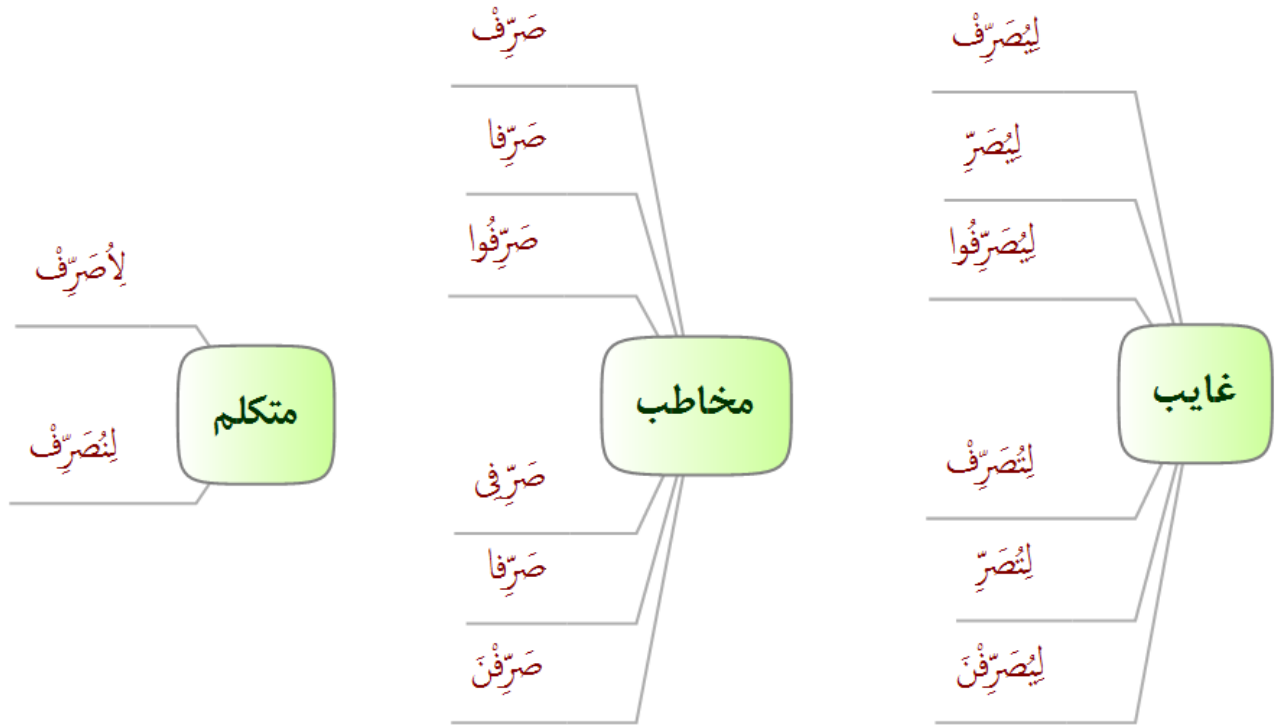 لِيُصَرِّفْ
لِيُصَرِّ
لِيُصَرِّفُوا
غایب
لِتُصَرِّفْ
لِتُصَرِّ
لِيُصَرِّفْنَ
صَرِّفْ
صَرِّفا
صَرِّفُوا
مخاطب
صَرِّفِی
صَرِّفا
صَرِّفْنَ
لِاُصَرِّفْ
متکلم
لِنُصَرِّفْ